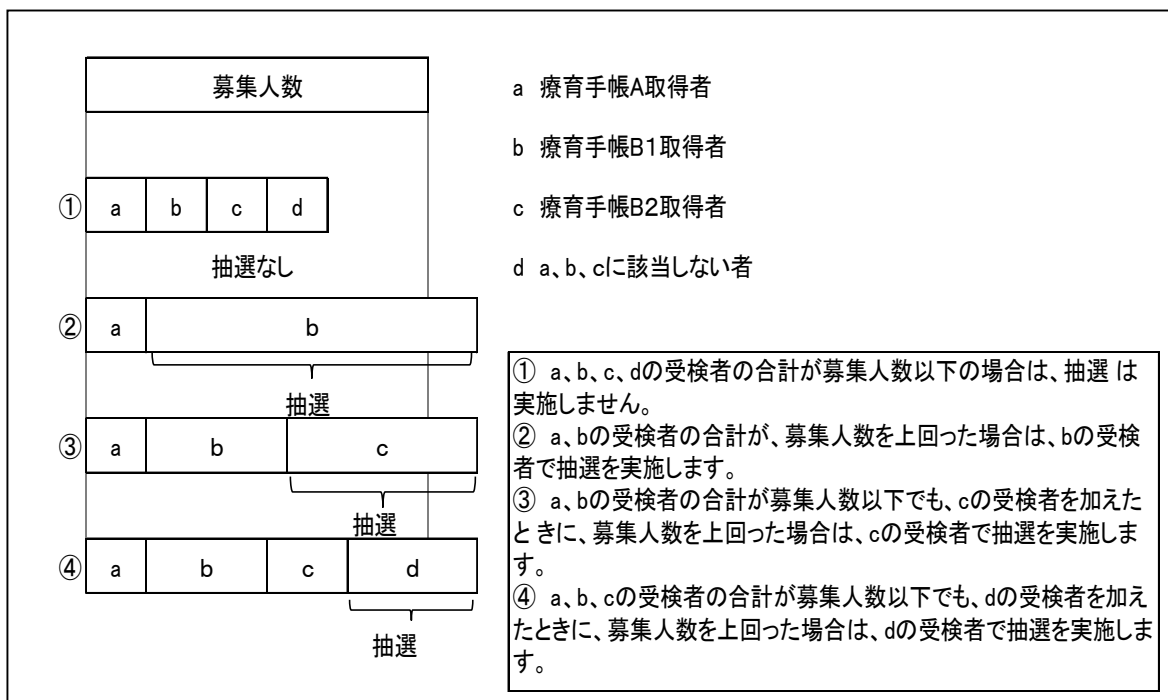 募集人数
a 療育手帳A取得者
b 療育手帳B1取得者
c 療育手帳B2取得者
d a、b、cに該当しない者
① a b c d
抽選なし
② a b
抽選
③ a b c
抽選
④ a b c d
抽選
① a、b、c、dの受検者の合計が募集人数以下の場合は、抽選 は
実施しません。
② a、bの受検者の合計が、募集人数を上回った場合は、bの受検
者で抽選を実施します。
③ a、bの受検者の合計が募集人数以下でも、cの受検者を加えた
と きに、募集人数を上回った場合は、cの受検者で抽選を実施しま
す。
④ a、b、cの受検者の合計が募集人数以下でも、dの受検者を加え
たときに、募集人数を上回った場合は、dの受検者で抽選を実施しま
す。